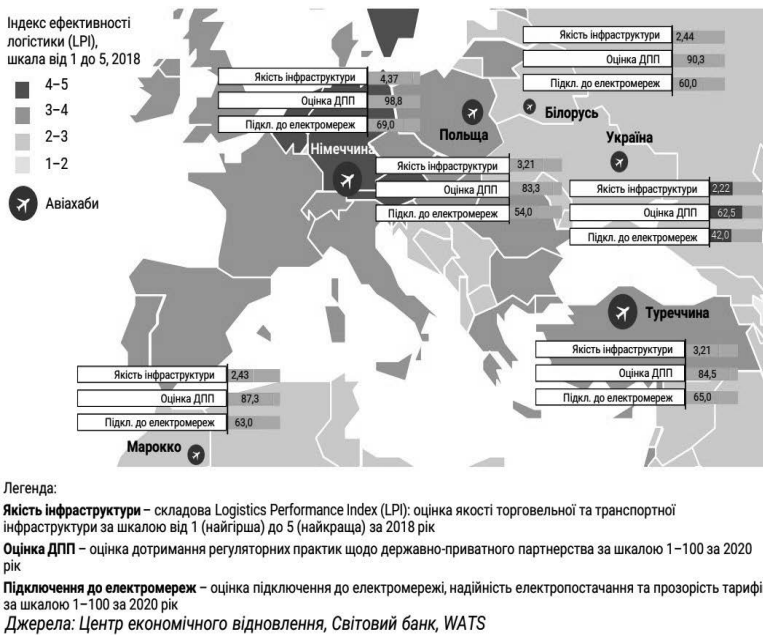 Індекс ефективності
логістики (LPI),
шкала від 1 до 5, 2018
4–5
3–4
2–3
1–2
Авіахаби
Якість інфраструктури 4,37
Оцінка ДПП 98,8
Підкл. до електромереж 69,0
Німеччина
Якість інфраструктури 2,44
Оцінка ДПП 90,3
Підкл. до електромереж 60,0
Білорусь
Польща
Якість інфраструктури 3,21
Оцінка ДПП 83,3
Підкл. до електромереж 54,0
Україна
Якість інфраструктури 2,22
Оцінка ДПП 62,5
Підкл. до електромереж 42,0
Туреччина
Якість інфраструктури 3,21
Оцінка ДПП 84,5
Підкл. до електромереж 65,0
Якість інфраструктури 2,43
Оцінка ДПП 87,3
Підкл. до електромереж 63,0
Марокко
Легенда:
Якість інфраструктури – складова Logistics Performance Index (LPI): оцінка якості торговельної та транспортної
інфраструктури за шкалою від 1 (найгірша) до 5 (найкраща) за 2018 рік
Оцінка ДПП – оцінка дотримання регуляторних практик щодо державно-приватного партнерства за шкалою 1–100 за 2020
рік
Підключення до електромереж – оцінка підключення до електромережі, надійність електропостачання та прозорість тарифі
за шкалою 1–100 за 2020 рік
Джерела: Центр економічного відновлення, Світовий банк, WATS